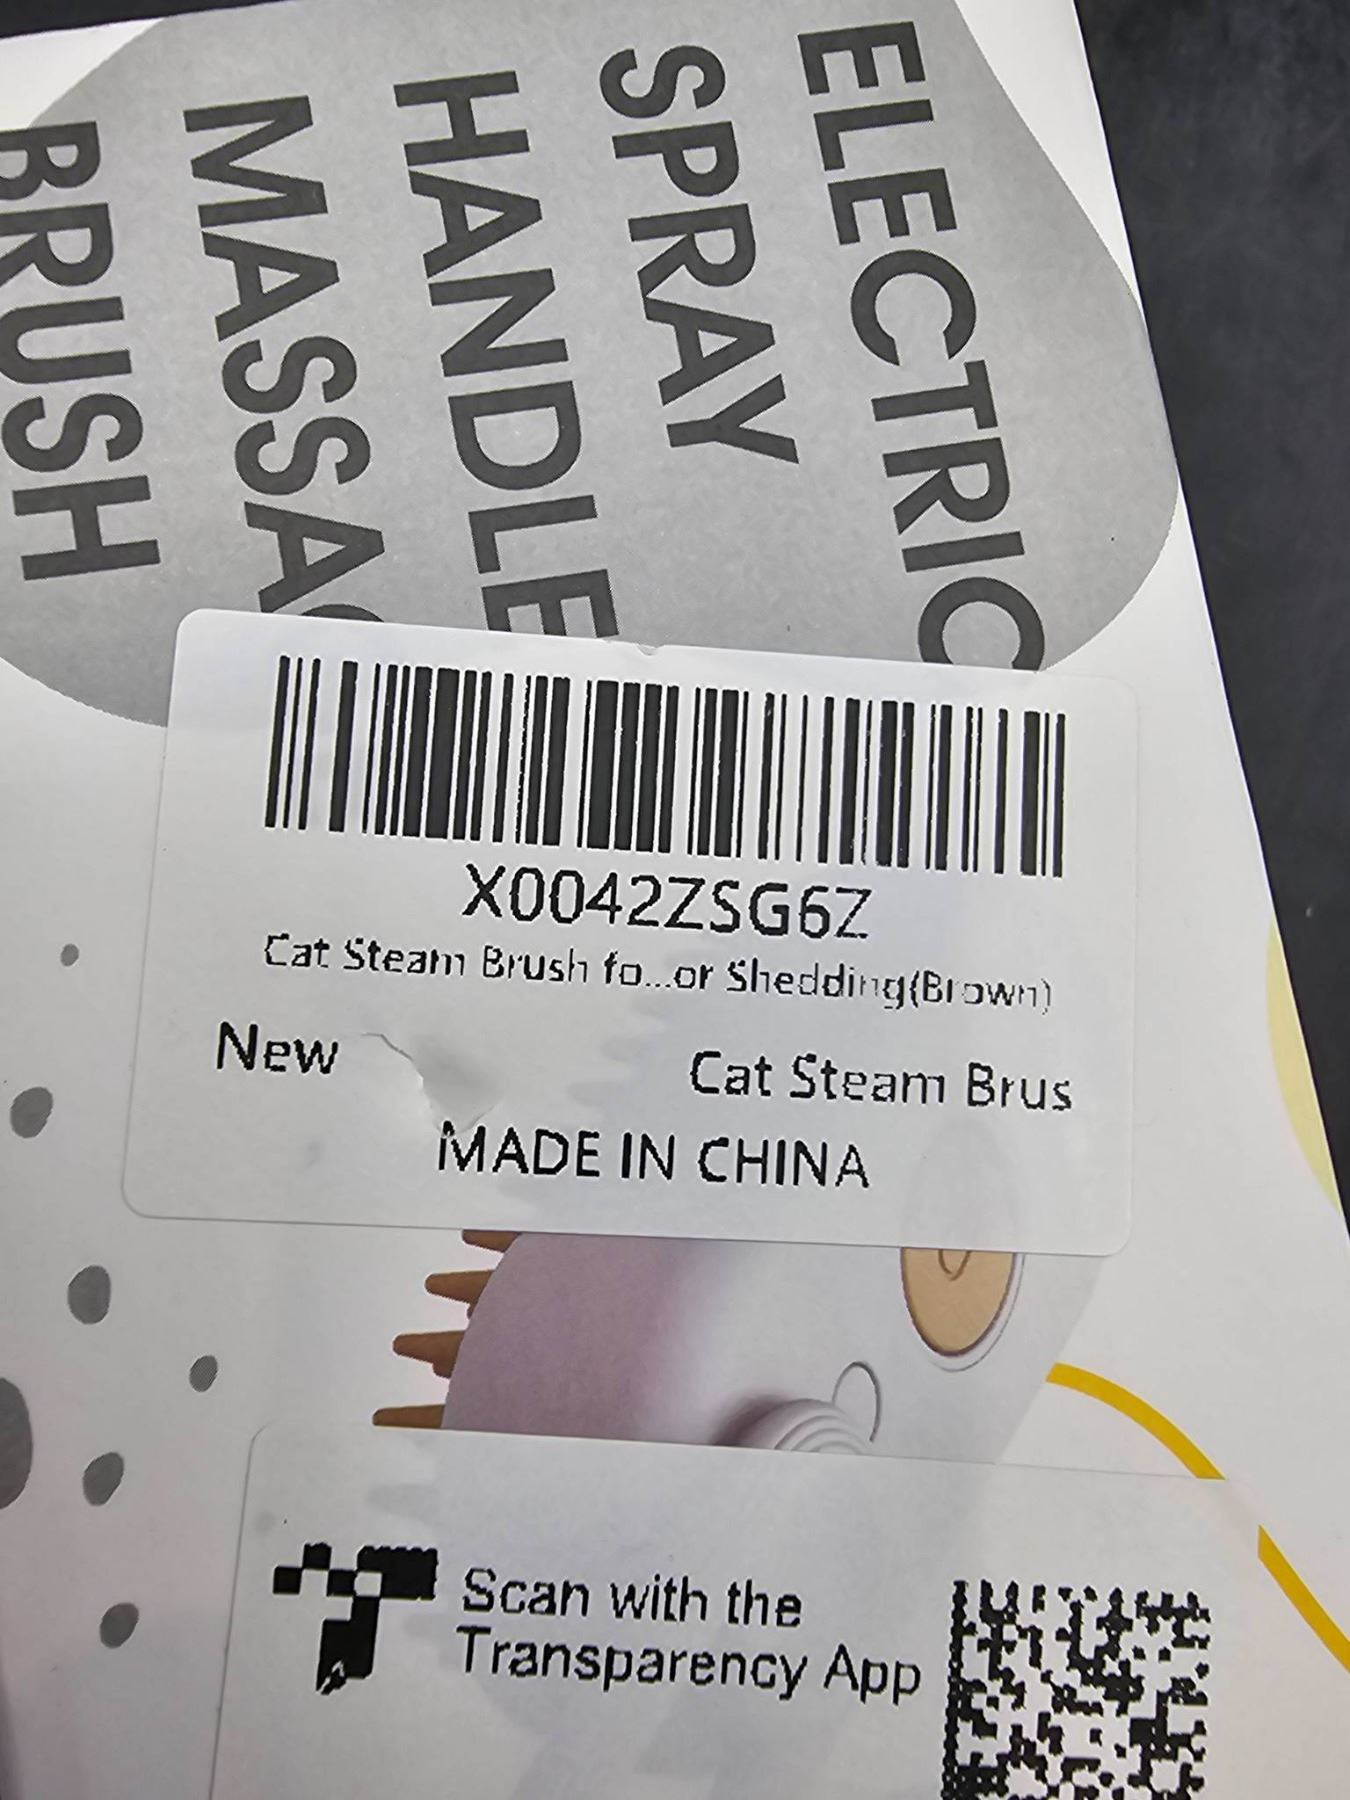 ELECTRIC
SPRAY
HANDLE
MASSAG
BRUSH
X0042ZSG6Z
Cat Steam Brush fo...or Shedding(Brown)
New
Cat Steam Brus
MADE IN CHINA
Scan with the
Transparency App